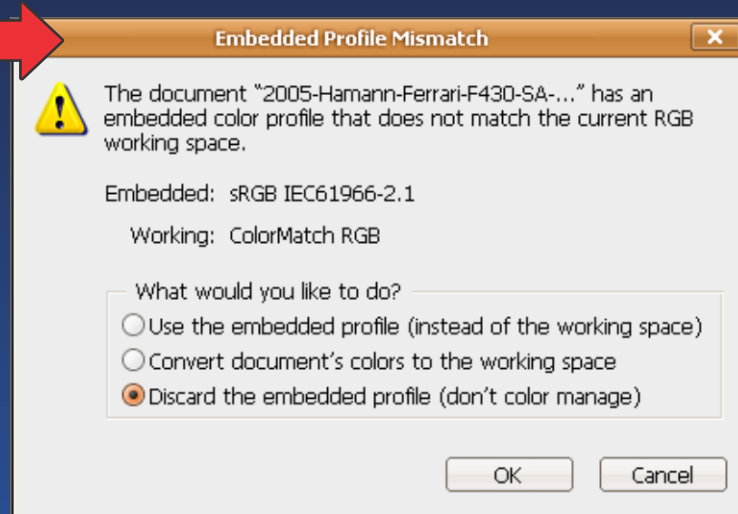 Embedded Profile Mismatch
The document "2005-Hamann-Ferrari-F430-SA-..." has an
embedded color profile that does not match the current RGB
working space.
Embedded: sRGB IEC61966-2.1
Working: ColorMatch RGB
What would you like to do?
Use the embedded profile (instead of the working space)
Convert document's colors to the working space
Discard the embedded profile (don't color manage)
OK Cancel